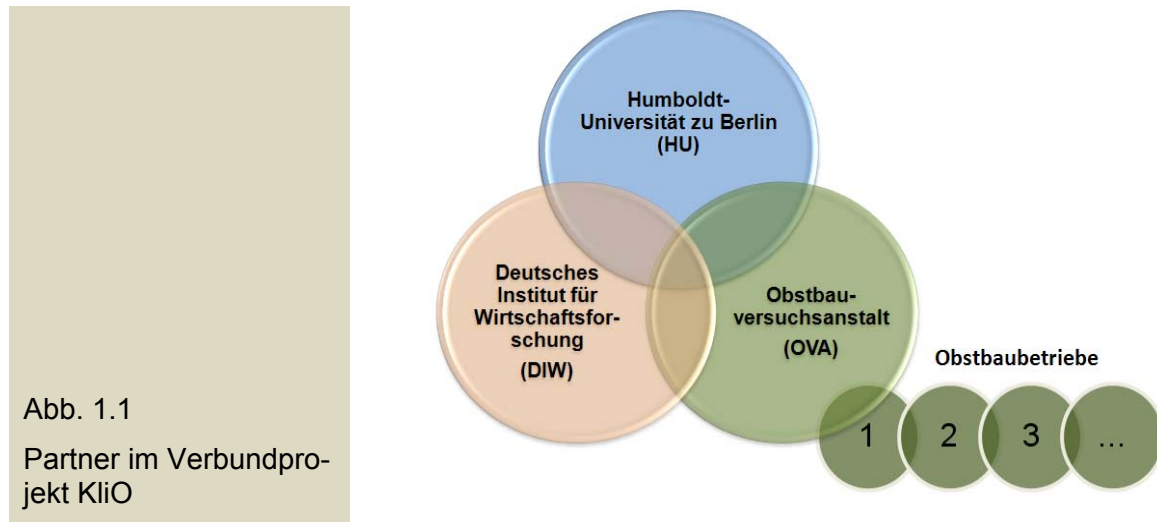 Humboldt-
Universität zu Berlin
(HU)
Deutsches
Institut für
Wirtschaftsfor-
schung
(DIW)
Obstbau-
versuchsanstalt
(OVA)
Obstbaubetriebe
1 2 3 ...
Abb. 1.1
Partner im Verbundpro-
jekt KliO